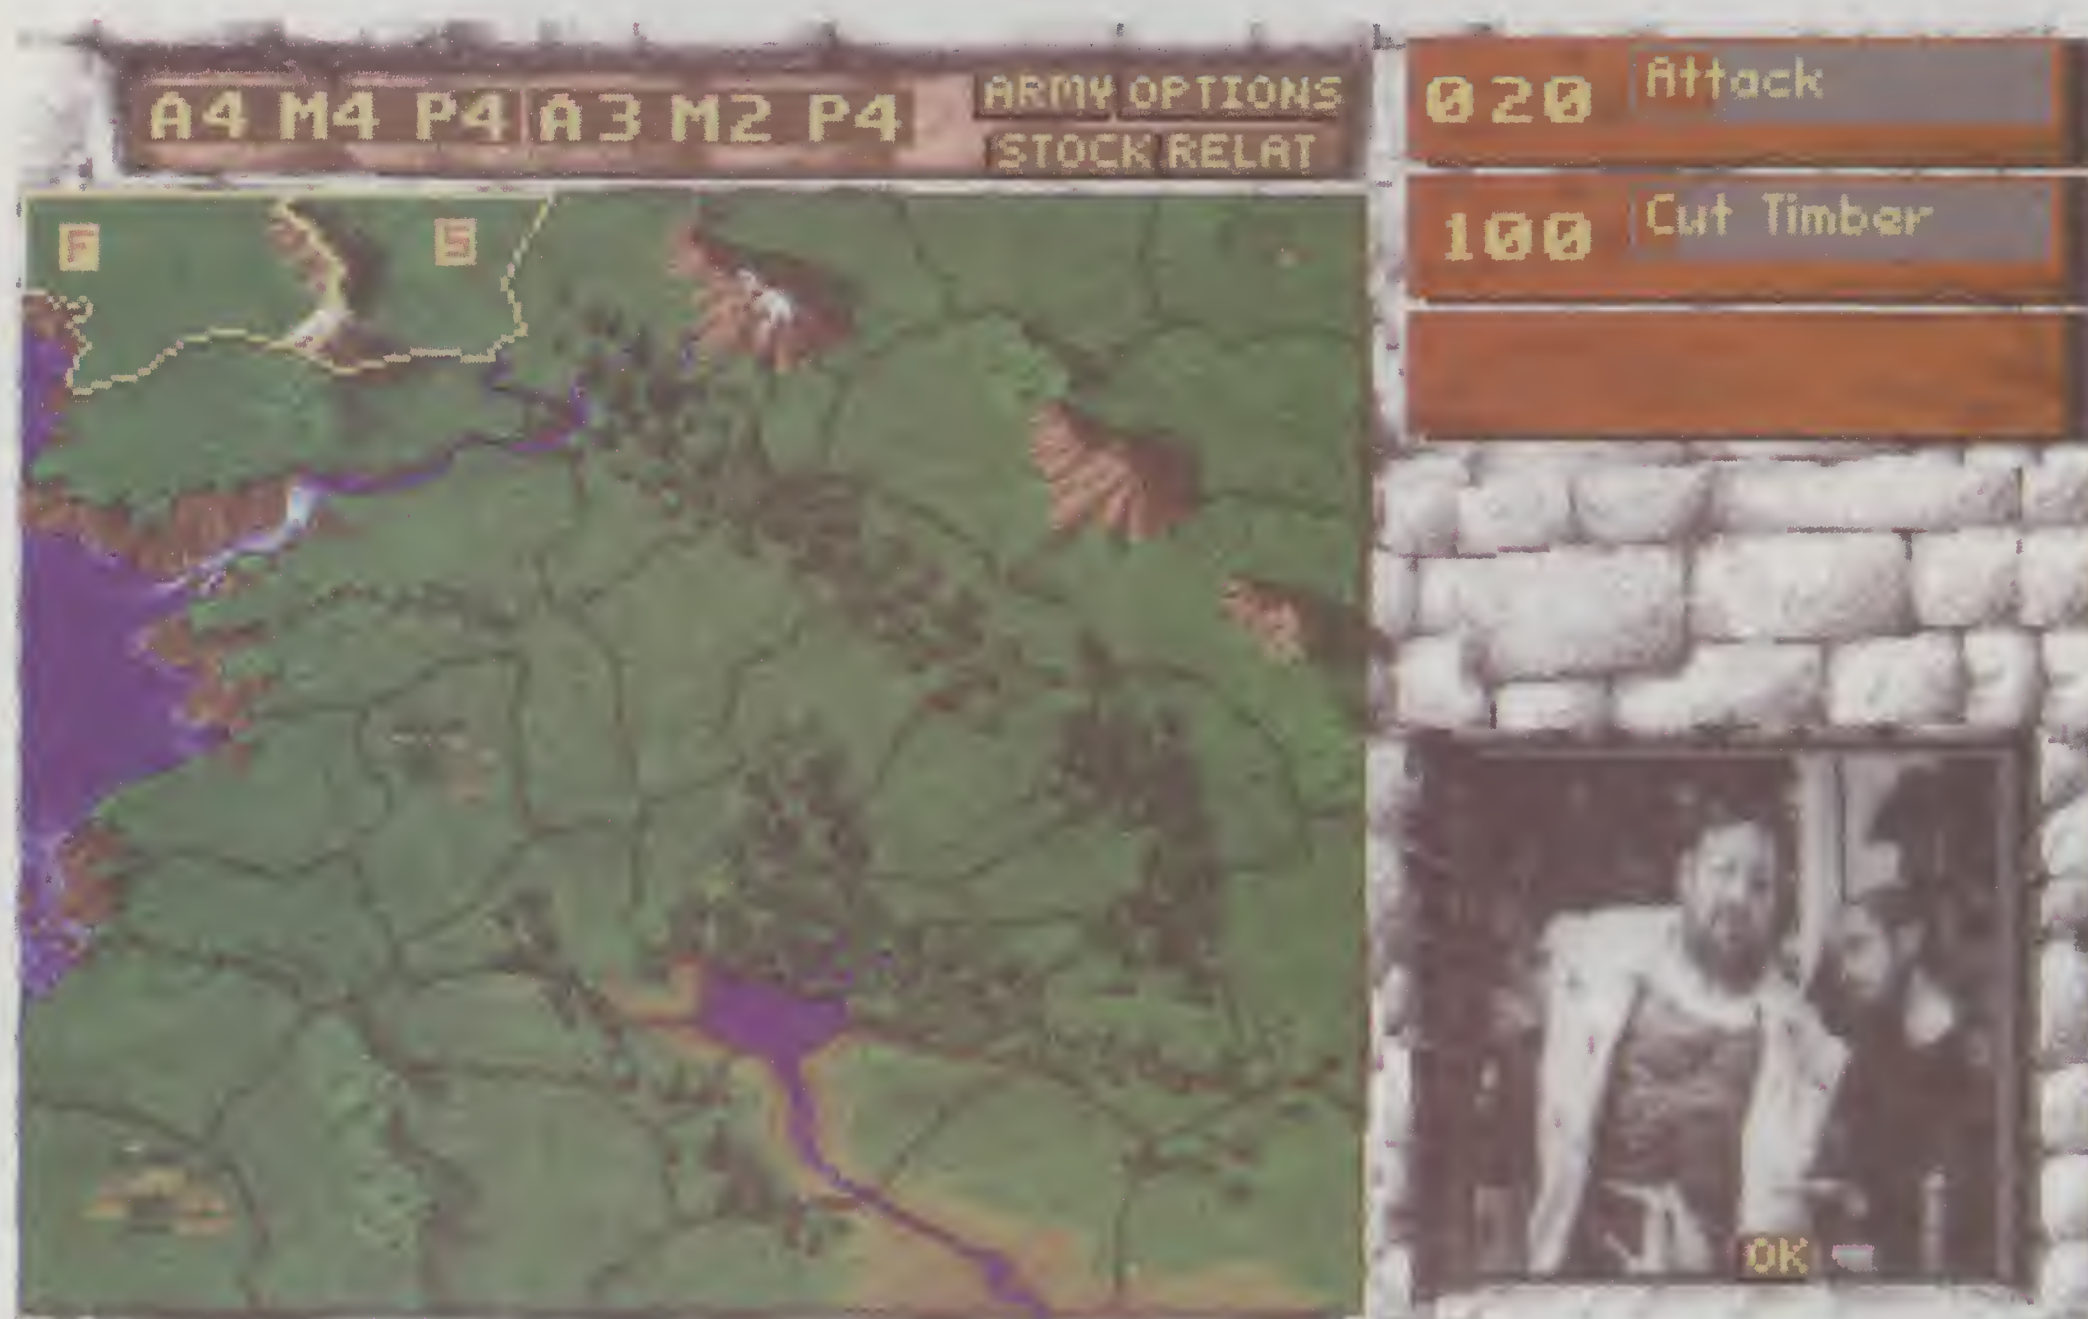 A4 M4 P4 A3 M2 P4
ARMY OPTIONS
STOCK RELAT
020 Attack
100 Cut Timber
F
S
OK